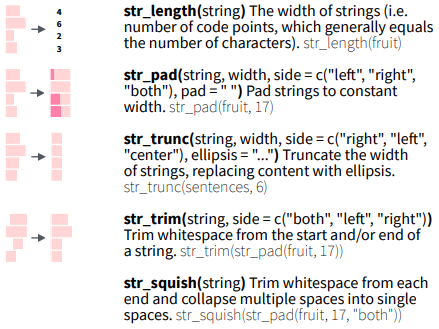 4
6
2
3
str_length(string) The width of strings (i.e.
number of code points, which generally equals
the number of characters). str_length(fruit)
str_pad(string, width, side = c("left", "right",
"both"), pad = " ") Pad strings to constant
width. str_pad(fruit, 17)
str_trunc(string, width, side = c("right", "left",
"center"), ellipsis = "...") Truncate the width
of strings, replacing content with ellipsis.
str_trunc(sentences, 6)
str_trim(string, side = c("both", "left", "right"))
Trim whitespace from the start and/or end of
a string. str_trim(str_pad(fruit, 17))
str_squish(string) Trim whitespace from each
end and collapse multiple spaces into single
spaces. str_squish(str_pad(fruit, 17, "both"))